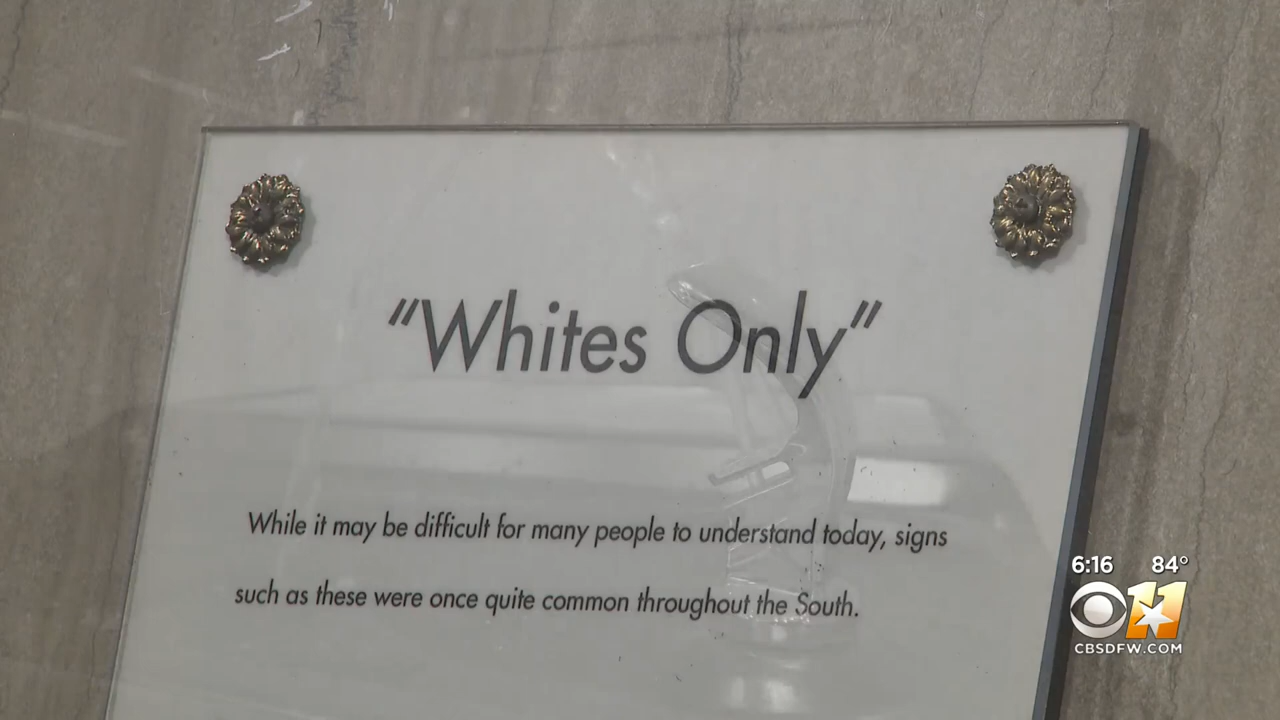 "Whites Only"
While it may be difficult for many people to understand today, signs
such as these were once quite common throughout the South.
6:16 84°
11
CBSDFW.COM